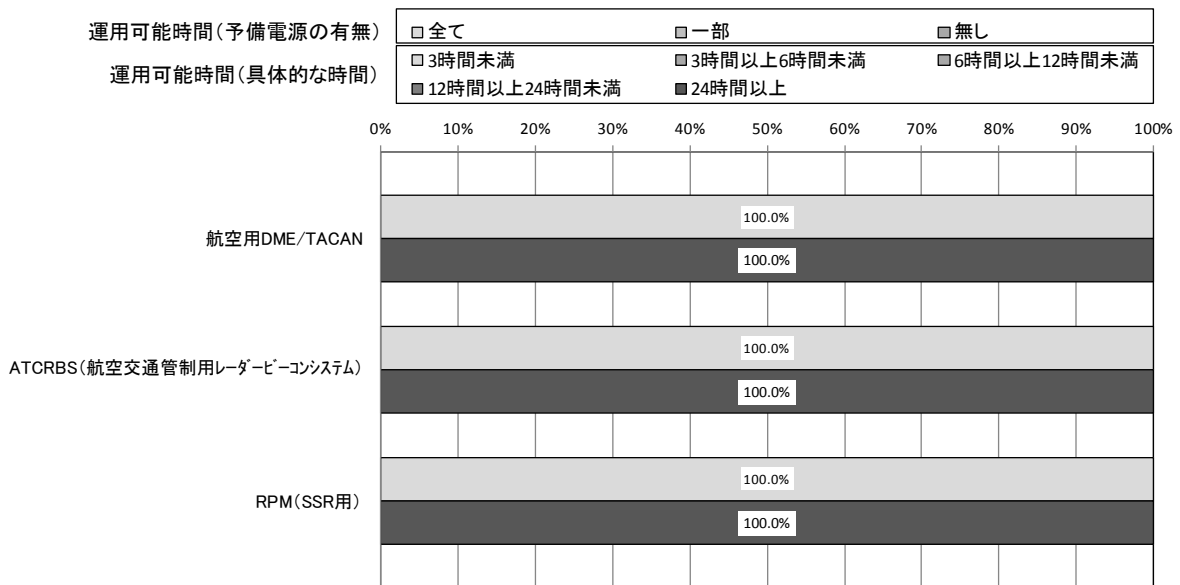 運用可能時間(予備電源の有無)
全て 一部 無し
運用可能時間(具体的な時間)
3時間未満 3時間以上6時間未満 6時間以上12時間未満
12時間以上24時間未満 24時間以上
0% 10% 20% 30% 40% 50% 60% 70% 80% 90% 100%
航空用DME/TACAN
100.0%
100.0%
ATCRBS(航空交通管制用ﾚｰﾀﾞｰﾋﾞｰｺﾝｼｽﾃﾑ)
100.0%
100.0%
RPM(SSR用)
100.0%
100.0%